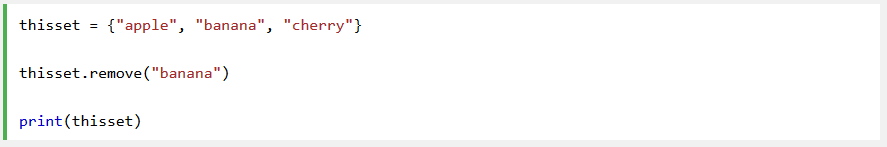 thisset = {"apple", "banana", "cherry"}
thisset.remove("banana")
print(thisset)